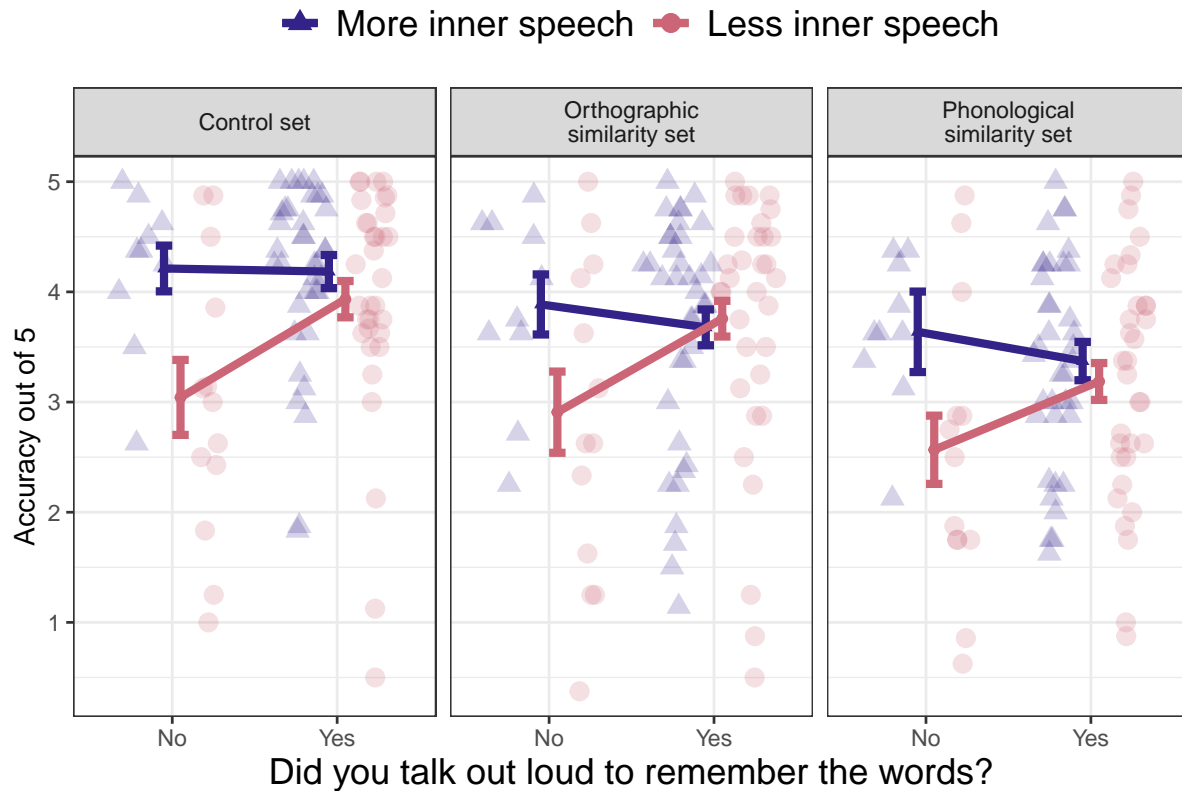 More inner speech Less inner speech
Control set
Orthographic
similarity set
Phonological
similarity set
Accuracy out of 5
5
4
3
2
1
No Yes No Yes No Yes
Did you talk out loud to remember the words?